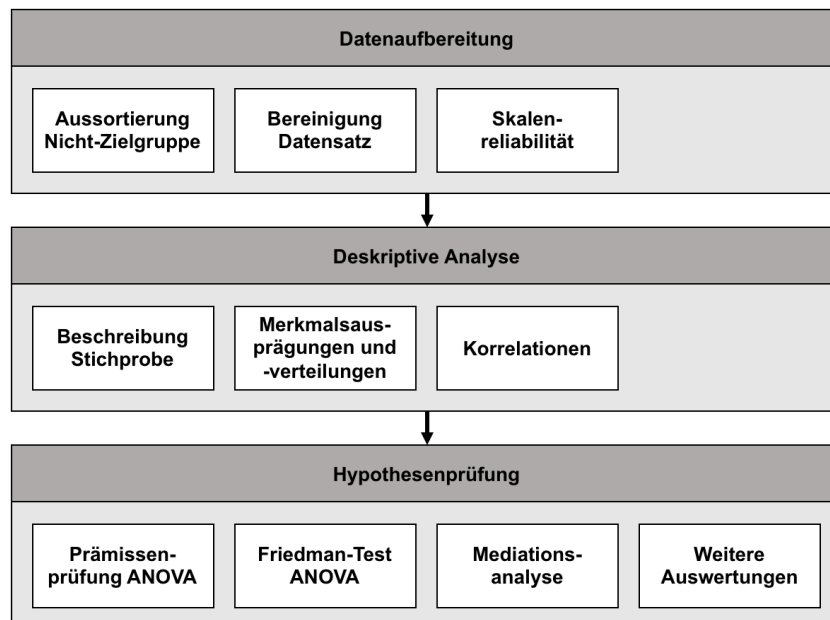 Datenaufbereitung
Aussortierung
Nicht-Zielgruppe
Bereinigung
Datensatz
Skalen-
reliabilität
Deskriptive Analyse
Beschreibung
Stichprobe
Merkmalsaus-
prägungen und
-verteilungen
Korrelationen
Hypothesenprüfung
Prämissen-
prüfung ANOVA
Friedman-Test
ANOVA
Mediations-
analyse
Weitere
Auswertungen